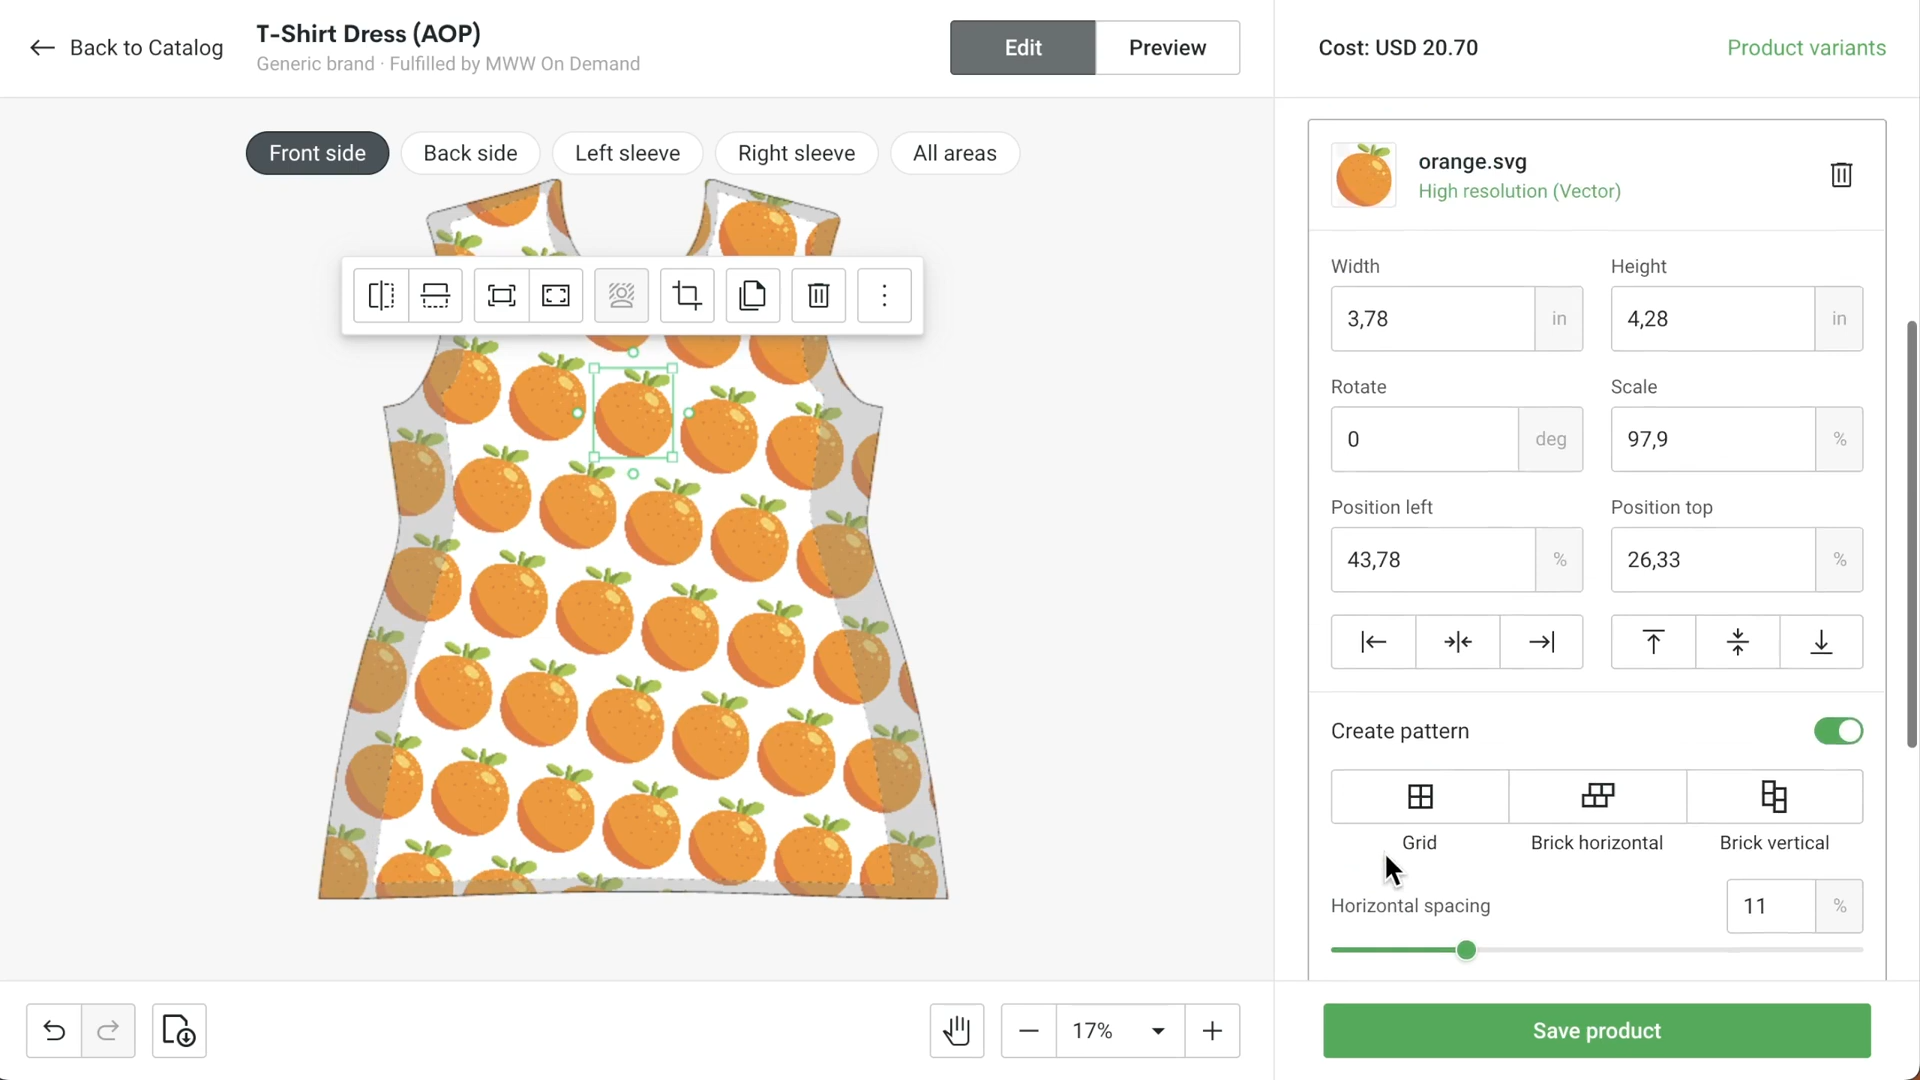 Back to Catalog
T-Shirt Dress (AOP)
Generic brand · Fulfilled by MWW On Demand
Edit
Preview
Cost: USD 20.70
Product variants
Front side
Back side
Left sleeve
Right sleeve
All areas
orange.svg
High resolution (Vector)
Width
Height
3,78 in
4,28 in
Rotate
Scale
0 deg
97,9 %
Position left
Position top
43,78 %
26,33 %
Create pattern
Grid
Brick horizontal
Brick vertical
Horizontal spacing
11 %
17%
Save product